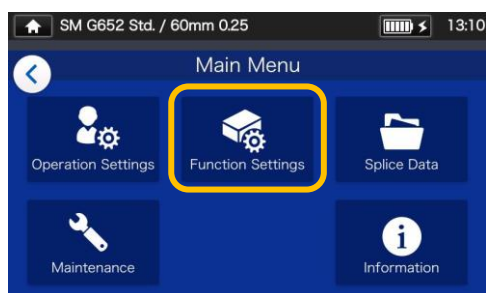 SM G652 Std. / 60mm 0.25 13:10
Main Menu
Operation Settings Function Settings Splice Data
Maintenance Information